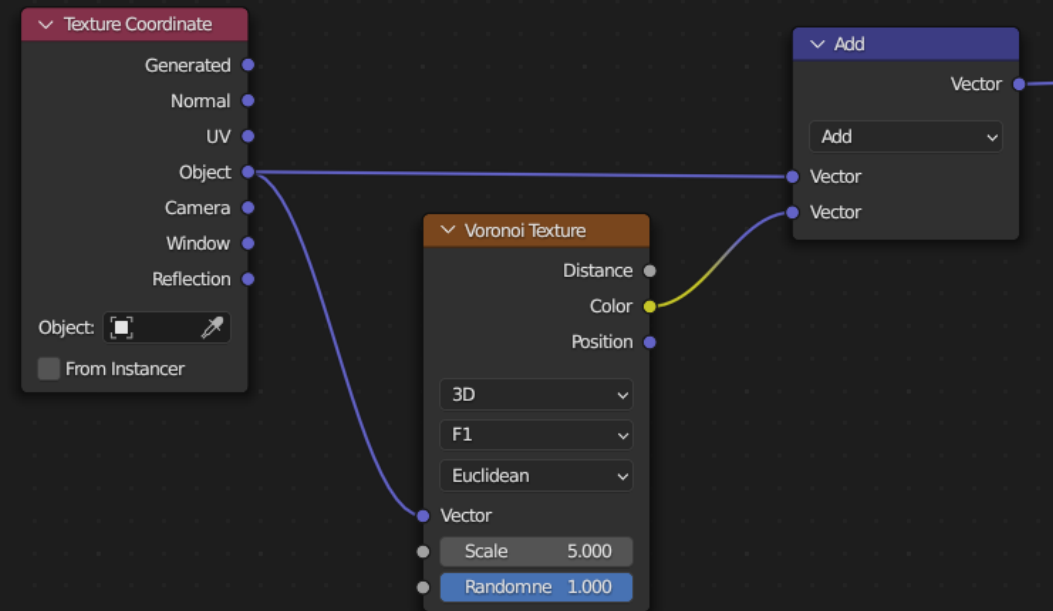 Texture Coordinate
Generated
Normal
UV
Object
Camera
Window
Reflection
Object:
From Instancer
Voronoi Texture
Distance
Color
Position
3D
F1
Euclidean
Vector
Scale 5.000
Randomne 1.000
Add
Vector
Add
Vector
Vector